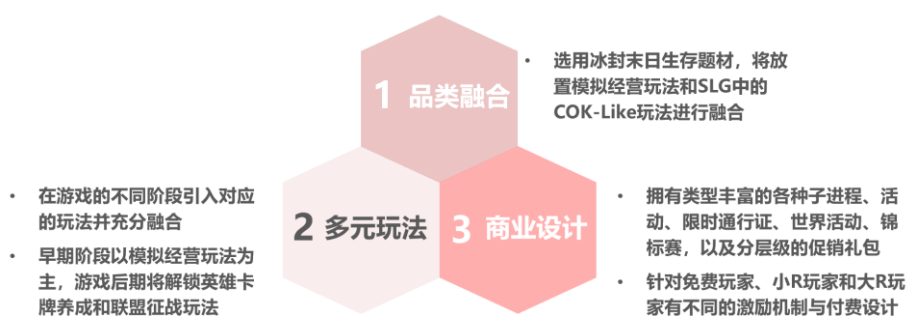 1 品类融合
• 选用冰封末日生存题材，将放
置模拟经营玩法和SLG中的
COK-Like玩法进行融合
2 多元玩法
• 在游戏的不同阶段引入对应
的玩法并充分融合
• 早期阶段以模拟经营玩法为
主，游戏后期将解锁英雄卡
牌养成和联盟征战玩法
3 商业设计
• 拥有类型丰富的各种子进程、活
动、限时通行证、世界活动、锦
标赛，以及分层级的促销礼包
• 针对免费玩家、小R玩家和大R玩
家有不同的激励机制与付费设计